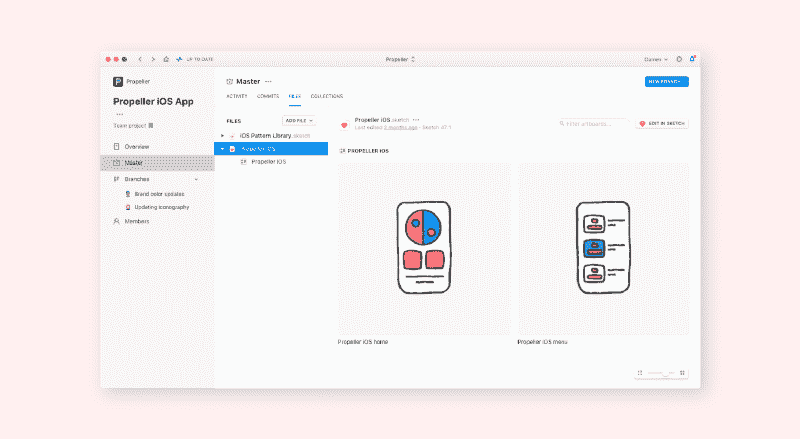 UP TO DATE
Propeller
Propeller
Propeller iOS App
...
Team project
Overview
Master
Branches
Brand color updates
Updating iconography
Members
Master ...
NEW BRANCH
ACTIVITY COMMITS FILES COLLECTIONS
FILES
ADD FILE
iOS Pattern Library.sketch
Propeller iOS
Propeller iOS
Propeller iOS.sketch ...
Last edited 2 months ago - Sketch
Filter artboards...
EDIT IN SKETCH
PROPELLER IOS
Propeller iOS home
Propeller iOS menu